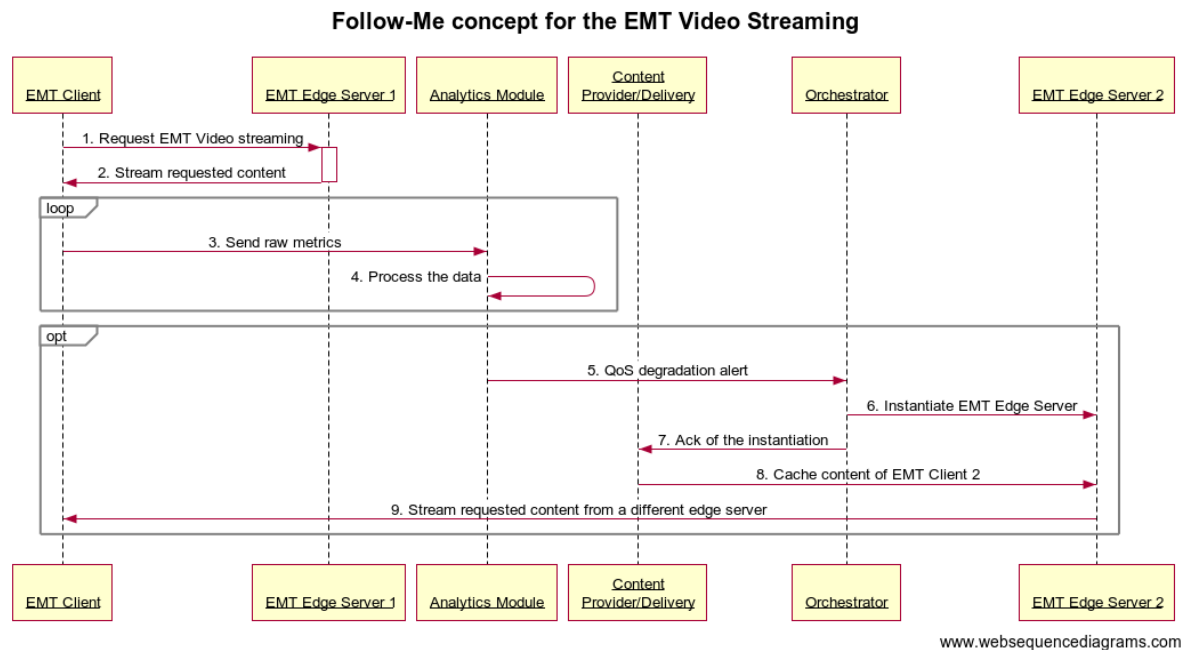 Follow-Me concept for the EMT Video Streaming
EMT Client
EMT Edge Server 1
Analytics Module
Content
Provider/Delivery
Orchestrator
EMT Edge Server 2
1. Request EMT Video streaming
2. Stream requested content
loop
3. Send raw metrics
4. Process the data
opt
5. QoS degradation alert
6. Instantiate EMT Edge Server
7. Ack of the instantiation
8. Cache content of EMT Client 2
9. Stream requested content from a different edge server
EMT Client
EMT Edge Server 1
Analytics Module
Content
Provider/Delivery
Orchestrator
EMT Edge Server 2
www.websequencediagrams.com